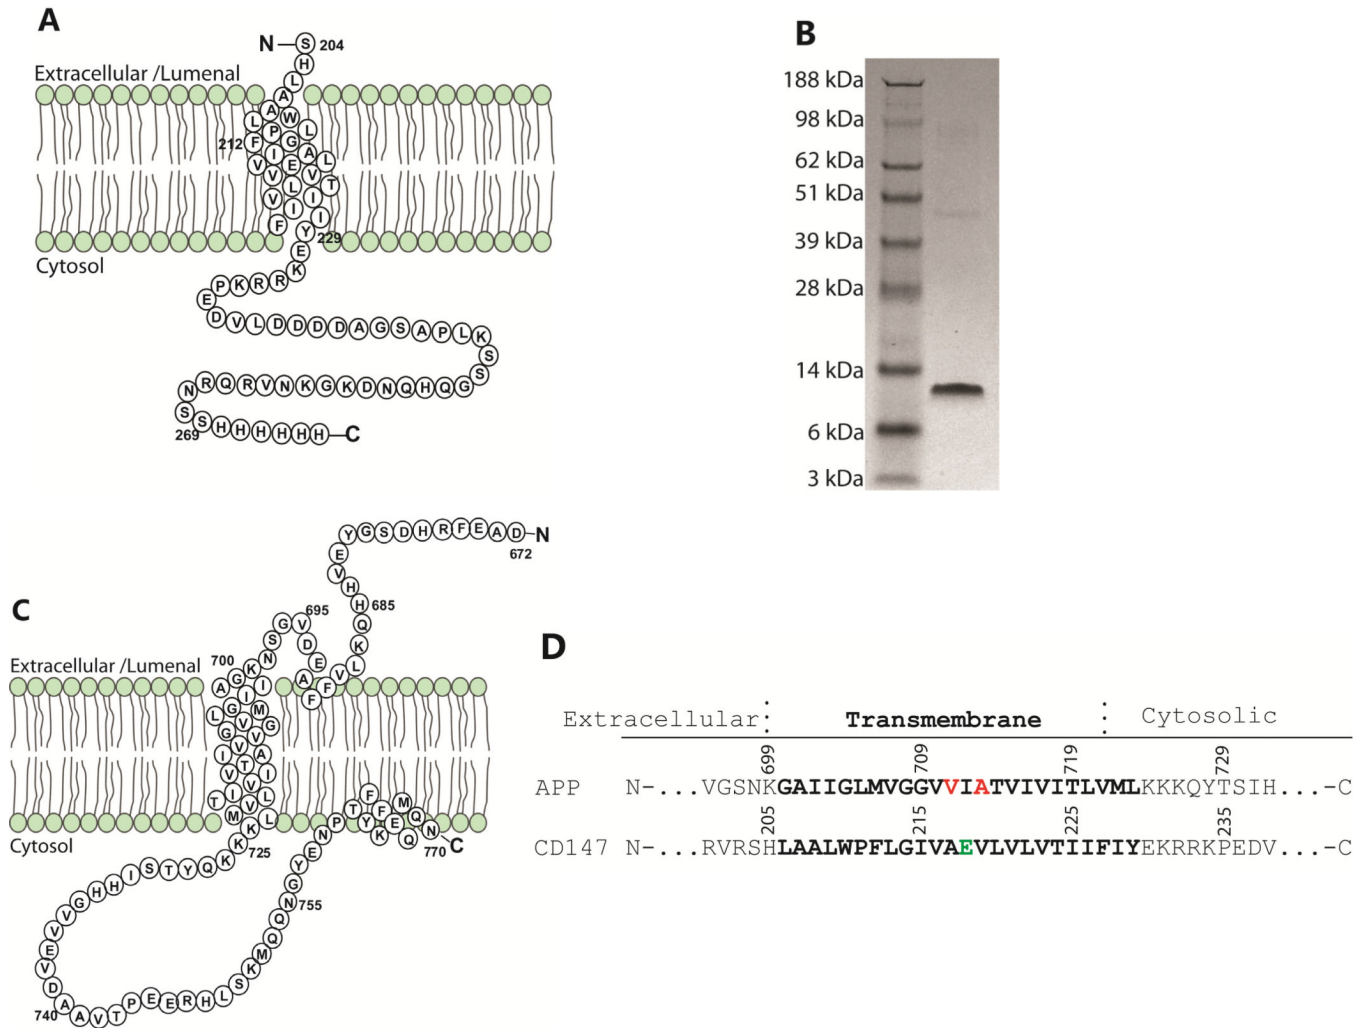 A
N S 204
H
Extracellular /Lumenal
L
A
A W
L P L
212 F G
I A
V E L
V V T
L I
V I I
F Y 229
E
Cytosol
K
E P K R R
D V L D D D D A G S A P L K
S
S
N R Q R V N K G K D N Q H Q G
S
S H H H H H H C
269
B
188 kDa
98 kDa
62 kDa
51 kDa
39 kDa
28 kDa
14 kDa
6 kDa
3 kDa
C
Y G S D H R F E A D N
672
E
V
H
H 685
Q
K
L
V
F
F
A
E
D
V 695
G
S
N
K
G
700
A
Extracellular /Lumenal
I
I
I M
L G V G
G V A
I V T I
I V V L
T I V L
M K
Cytosol
K 725
K
Q
Y
T
S
I
H
H
G
V
V
E
V
D
A
740
A
V
T
P
E
E
R
H
L
S
K
M
Q
Q
N 755
G
Y
E
N
P
T
Y
K
F
F
E
M
Q
Q
N
770 C
D
Extracellular Transmembrane Cytosolic
699 709 719 729
APP N-...VGSNKGAIIGLMVGGVVIATVIVITLVMLKKKQYTSIH...-C
205 215 225 235
CD147 N-...RVRSHLAALWPFLGIVAEVLVLVTIIFIYEKRRKPEDV...-C